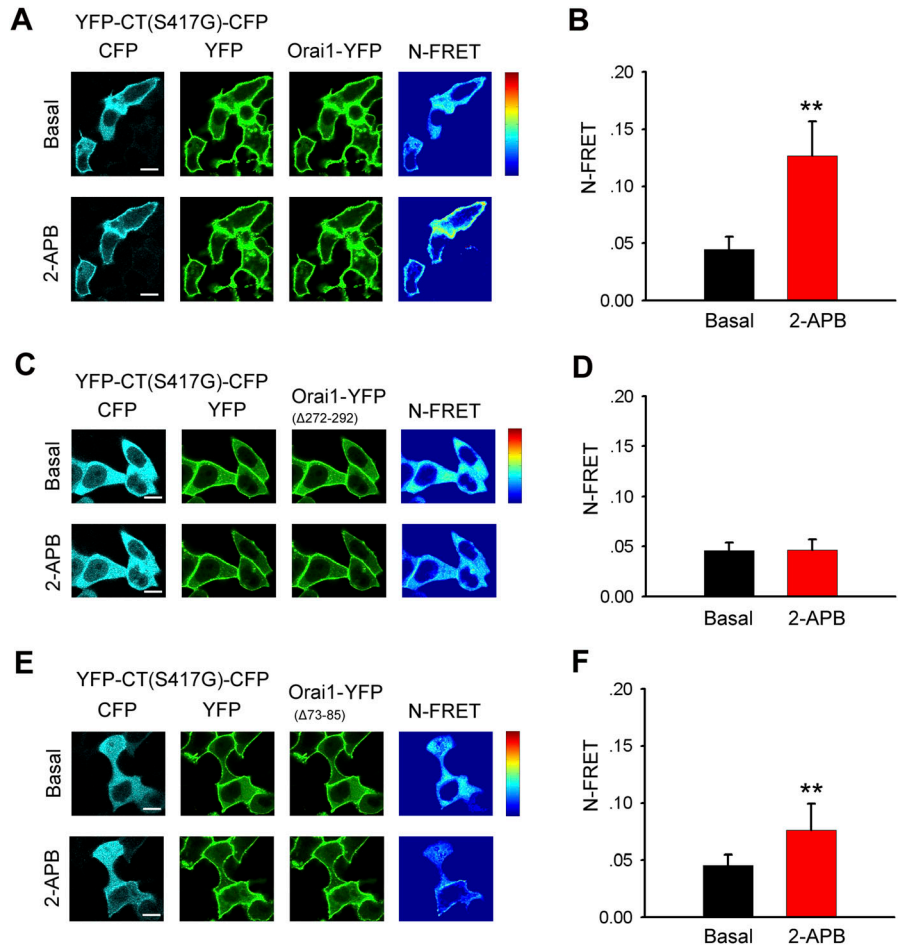 A
YFP-CT(S417G)-CFP
CFP YFP Orai1-YFP N-FRET
Basal
2-APB
B
N-FRET
.20
.15
.10
.05
0.00
**
Basal 2-APB
C
YFP-CT(S417G)-CFP
CFP YFP Orai1-YFP N-FRET
(Δ272-292)
Basal
2-APB
D
N-FRET
.20
.15
.10
.05
0.00
Basal 2-APB
E
YFP-CT(S417G)-CFP
CFP YFP Orai1-YFP N-FRET
(Δ73-85)
Basal
2-APB
F
N-FRET
.20
.15
.10
.05
0.00
**
Basal 2-APB